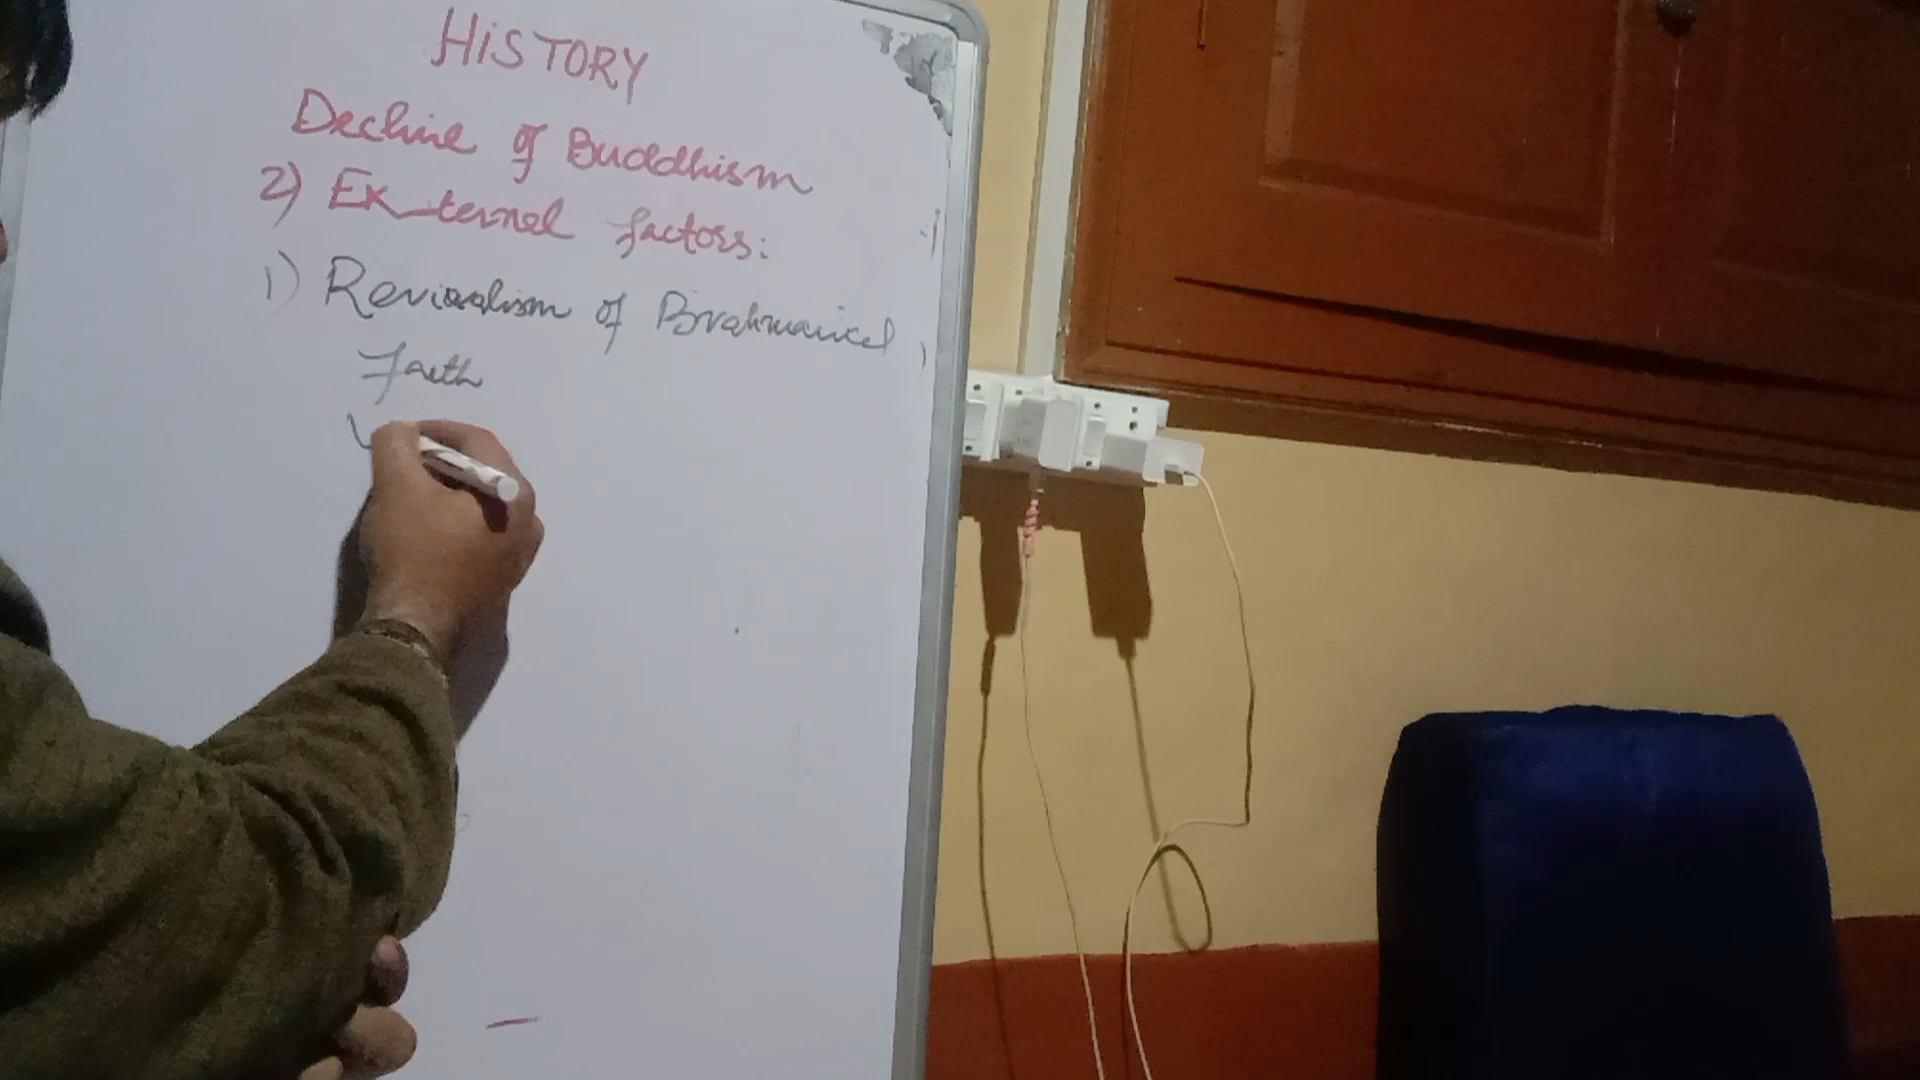 HiSTORY
Decline of Buddhism
2) External factors:
1) Revivalism of Brahmanical
faith